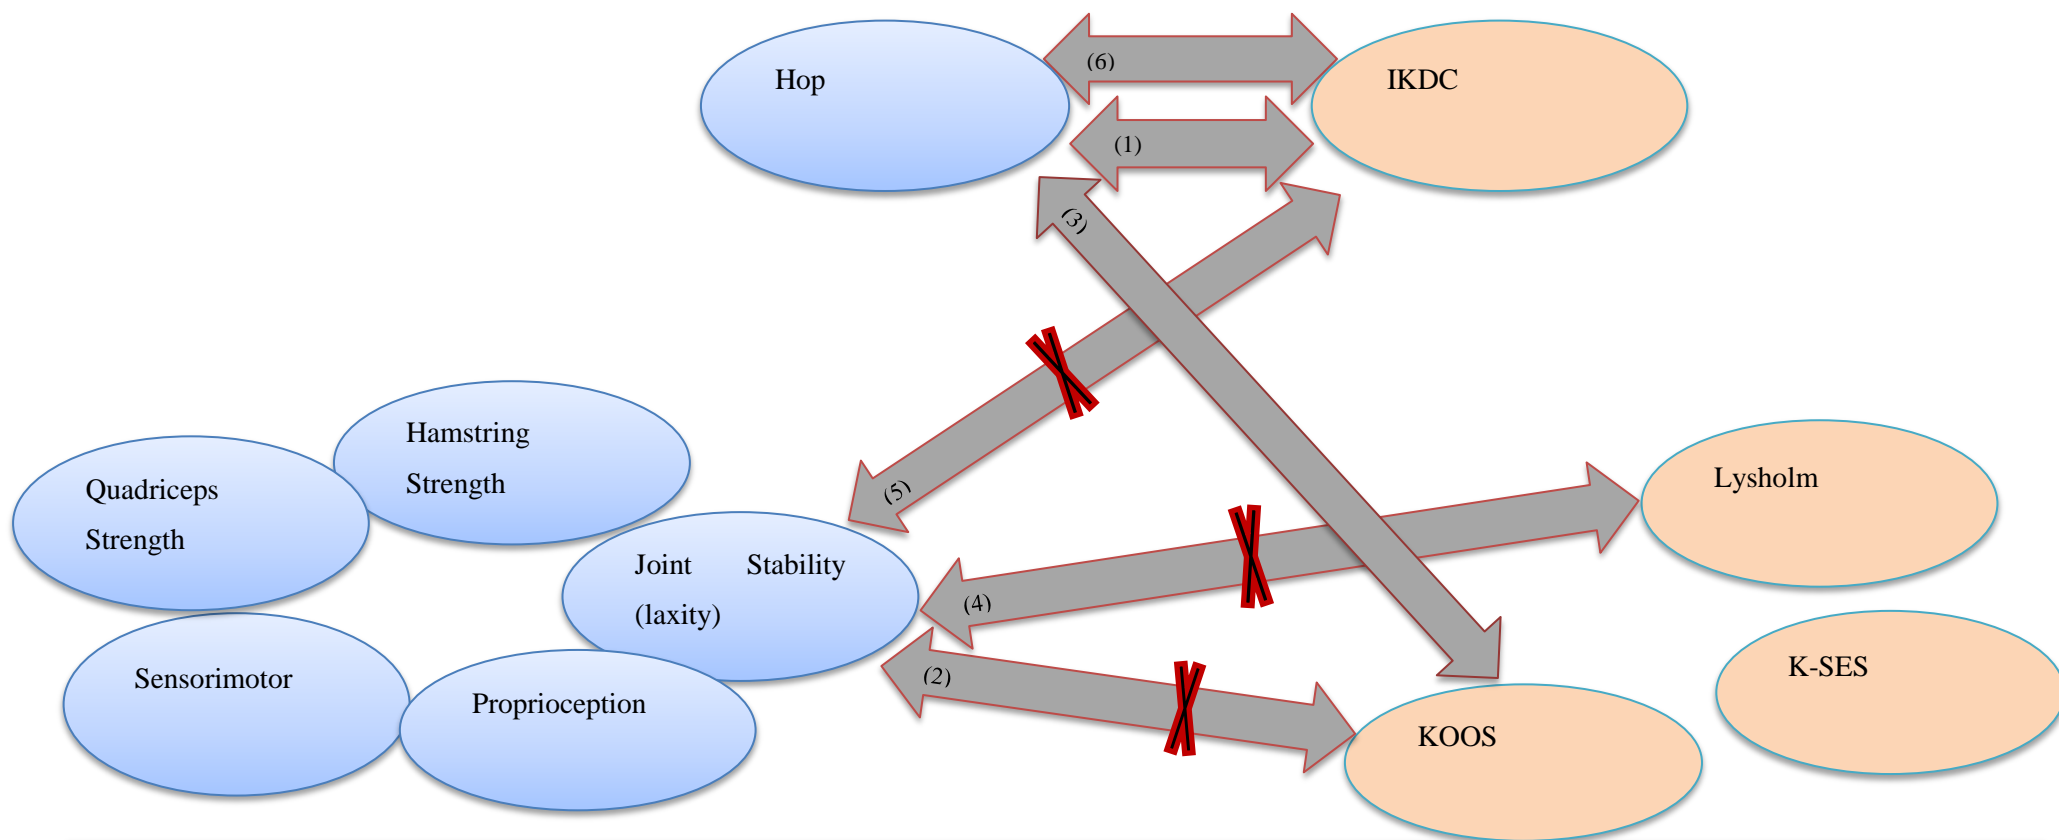 Hop
(6)
IKDC
(1)
(3)
Hamstring
Strength
Quadriceps
Strength
(5)
Lysholm
Joint Stability
(laxity)
(4)
Sensorimotor
Proprioception
(2)
K-SES
KOOS